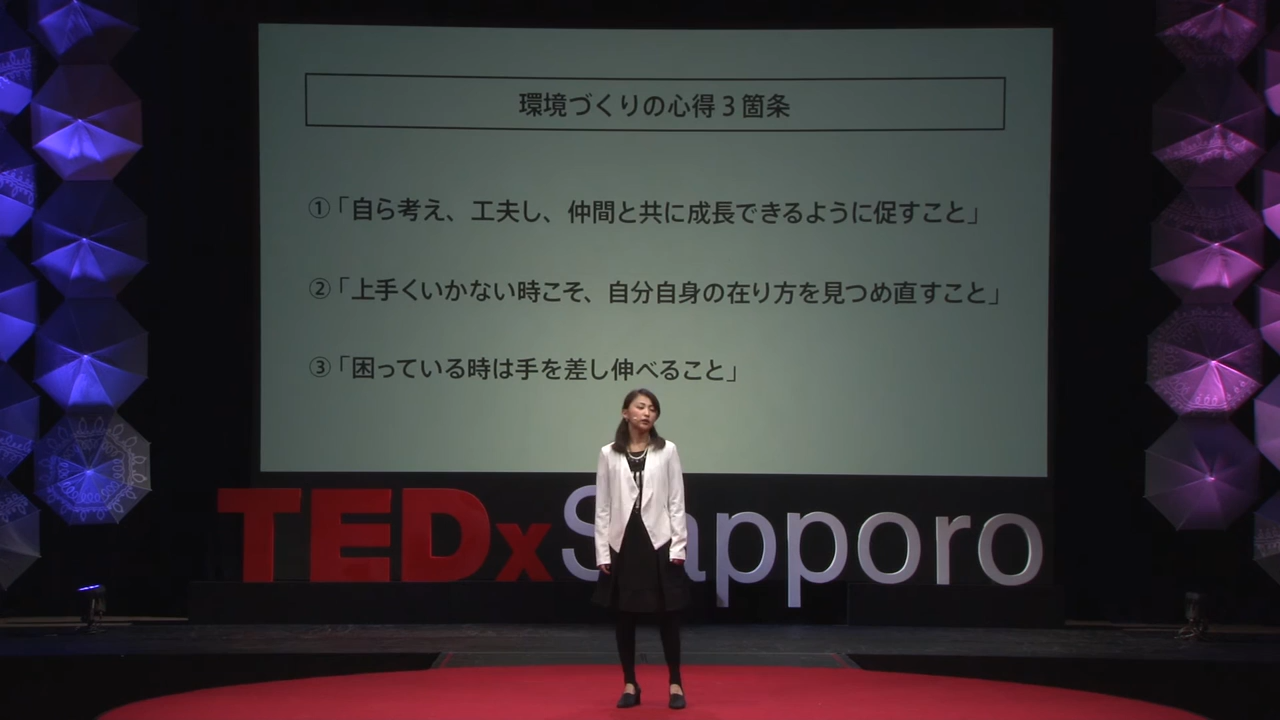 環境づくりの心得3箇条
①「自ら考え、工夫し、仲間と共に成長できるように促すこと」
②「上手くいかない時こそ、自分自身の在り方を見つめ直すこと」
③「困っている時は手を差し伸べること」
TEDxSapporo